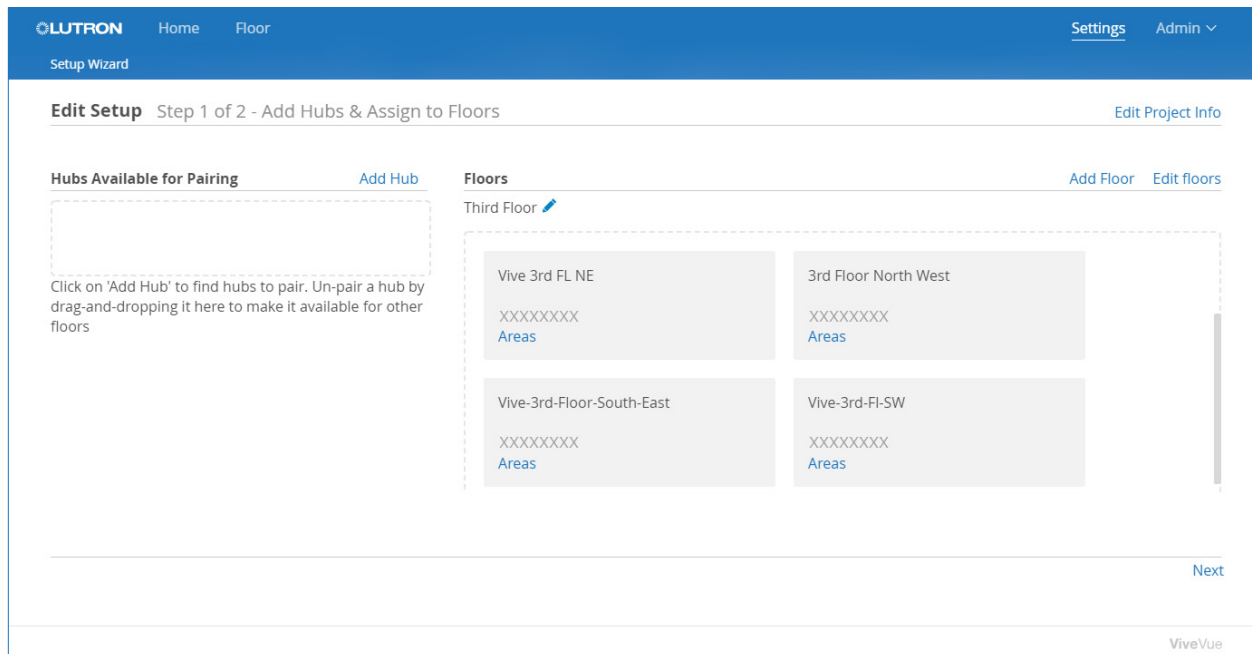 LUTRON Home Floor Settings Admin
Setup Wizard
Edit Setup Step 1 of 2 - Add Hubs & Assign to Floors Edit Project Info
Hubs Available for Pairing Add Hub
Click on 'Add Hub' to find hubs to pair. Un-pair a hub by
drag-and-dropping it here to make it available for other
floors
Floors Add Floor Edit floors
Third Floor
Vive 3rd FL NE
XXXXXXXX
Areas
3rd Floor North West
XXXXXXXX
Areas
Vive-3rd-Floor-South-East
XXXXXXXX
Areas
Vive-3rd-Fl-SW
XXXXXXXX
Areas
Next
ViveVue